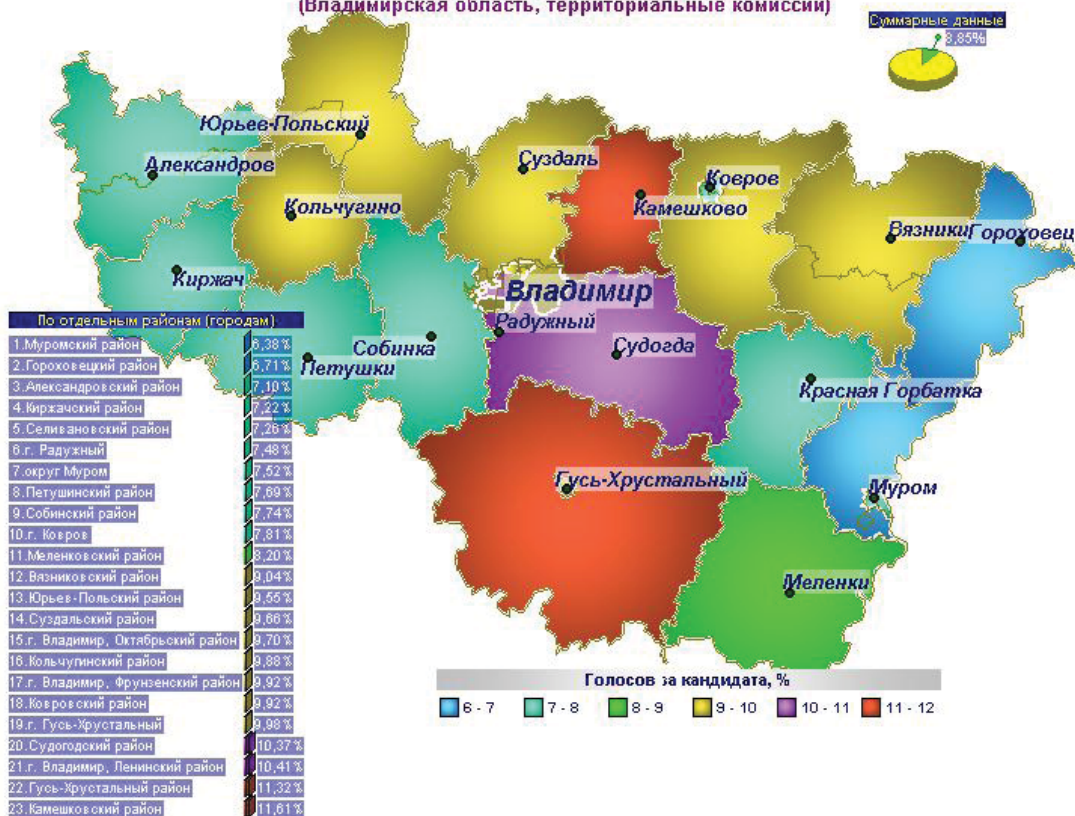 (Владимирская область, территориальные комиссии)
Суммарные данные
8,85%
Юрьев-Польский
Александров
Суздаль
Ковров
Кольчугино
Камешково
Вязники
Гороховец
Киржач
Владимир
Радужный
Собинка
Судогда
Петушки
Красная Горбатка
Гусь-Хрустальный
Муром
Меленки
По отдельным районам (городам)
1.Муромский район 6,38%
2.Гороховецкий район 6,71%
3.Александровский район 7,10%
4.Киржачский район 7,22%
5.Селивановский район 7,26%
6.г. Радужный 7,48%
7.округ Муром 7,52%
8.Петушинский район 7,69%
9.Собинский район 7,74%
10.г. Ковров 7,81%
11.Меленковский район 8,20%
12.Вязниковский район 9,04%
13.Юрьев-Польский район 9,55%
14.Суздальский район 9,66%
15.г. Владимир, Октябрьский район 9,70%
16.Кольчугинский район 9,88%
17.г. Владимир, Фрунзенский район 9,92%
18.Ковровский район 9,92%
19.г. Гусь-Хрустальный 9,98%
20.Судогодский район 10,37%
21.г. Владимир, Ленинский район 10,41%
22.Гусь-Хрустальный район 11,32%
23.Камешковский район 11,61%
Голосов за кандидата, %
6 - 7 7 - 8 8 - 9 9 - 10 10 - 11 11 - 12